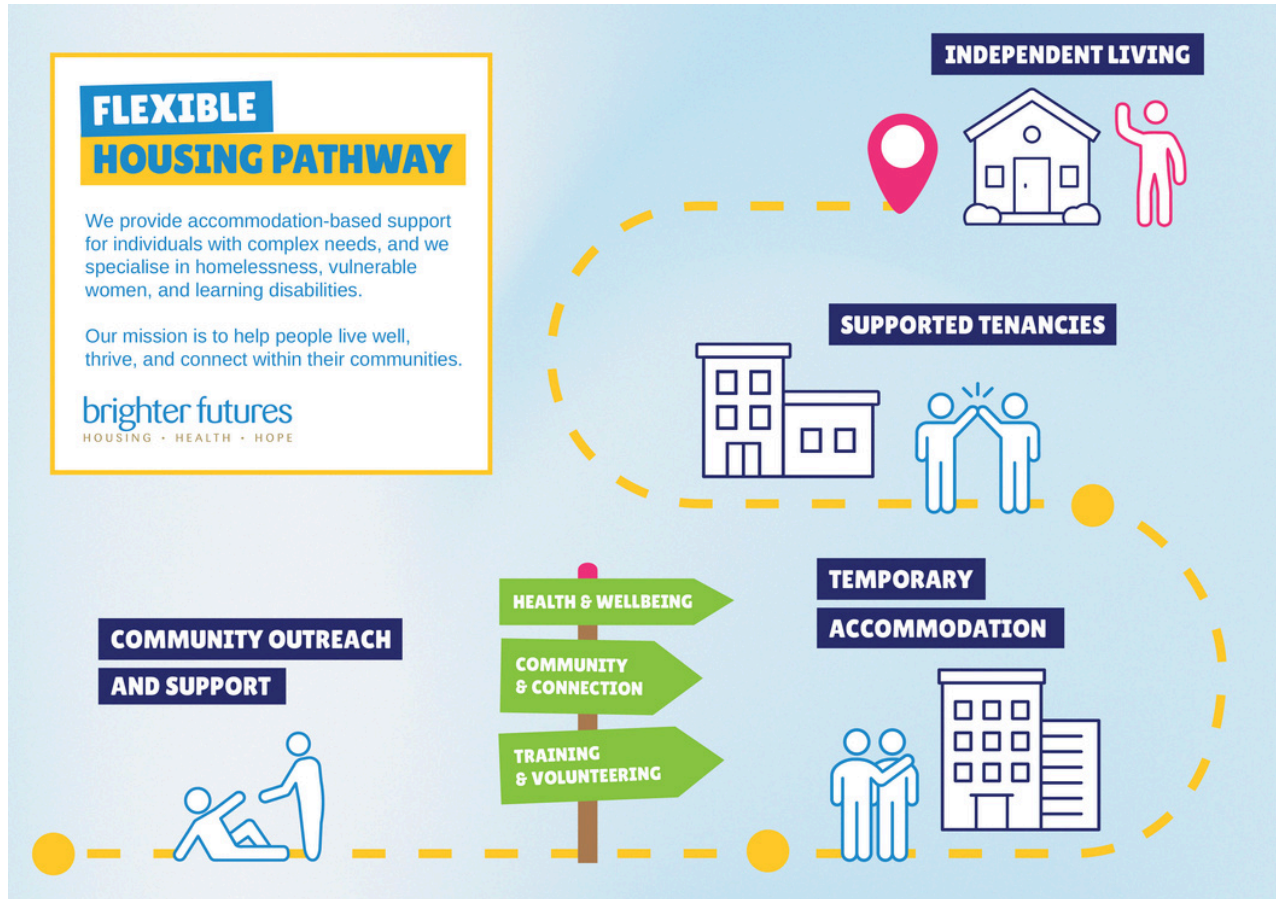 FLEXIBLE
HOUSING PATHWAY
We provide accommodation-based support
for individuals with complex needs, and we
specialise in homelessness, vulnerable
women, and learning disabilities.
Our mission is to help people live well,
thrive, and connect within their communities.
brighter futures
HOUSING · HEALTH · HOPE
INDEPENDENT LIVING
SUPPORTED TENANCIES
TEMPORARY
ACCOMMODATION
HEALTH & WELLBEING
COMMUNITY
& CONNECTION
TRAINING
& VOLUNTEERING
COMMUNITY OUTREACH
AND SUPPORT